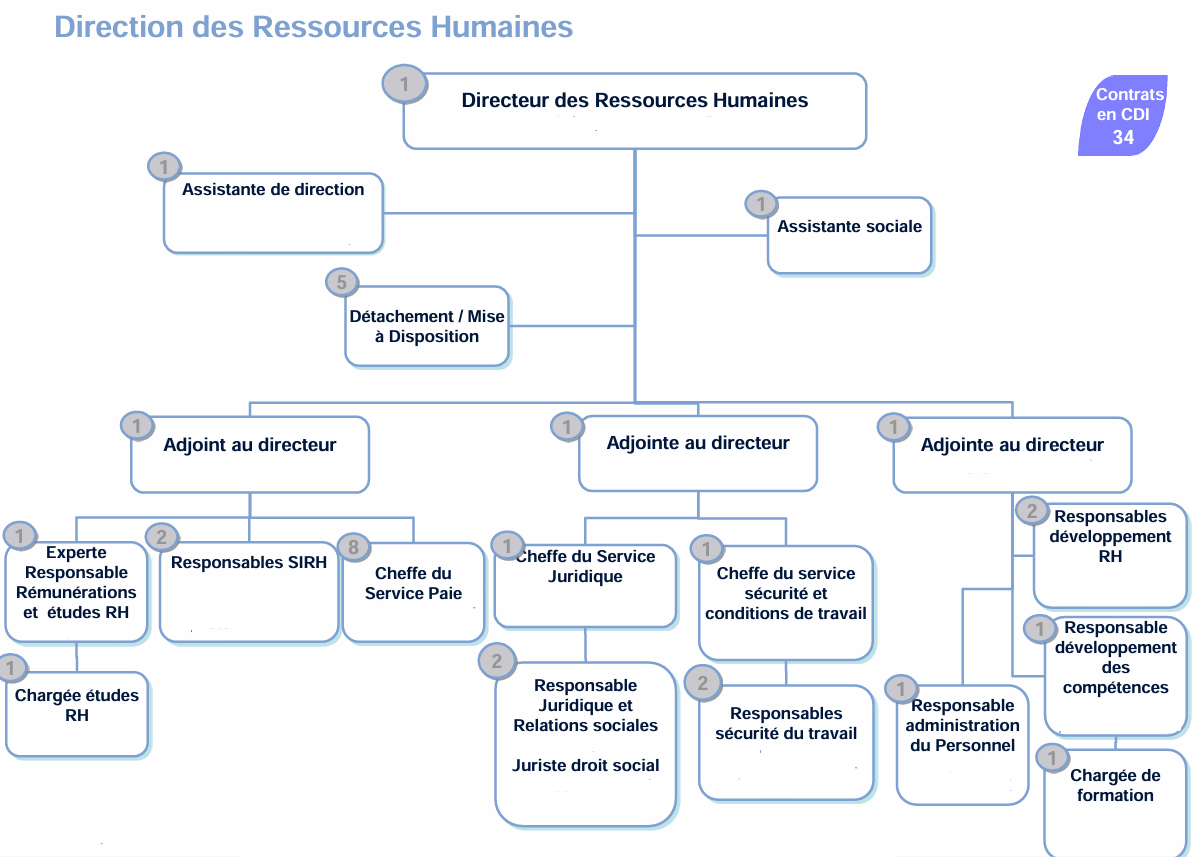 Direction des Ressources Humaines
1
Directeur des Ressources Humaines
Contrats
en CDI
34
1
Assistante de direction
1
Assistante sociale
5
Détachement / Mise
à Disposition
1
Adjoint au directeur
1
Adjointe au directeur
1
Adjointe au directeur
1
Experte
Responsable
Rémunérations
et études RH
2
Responsables SIRH
8
Cheffe du
Service Paie
1
Cheffe du Service
Juridique
1
Cheffe du service
sécurité et
conditions de travail
2
Responsables
développement
RH
1
Responsable
développement
des
compétences
1
Chargée études
RH
2
Responsable
Juridique et
Relations sociales
Juriste droit social
2
Responsables
sécurité du travail
1
Responsable
administration
du Personnel
1
Chargée de
formation